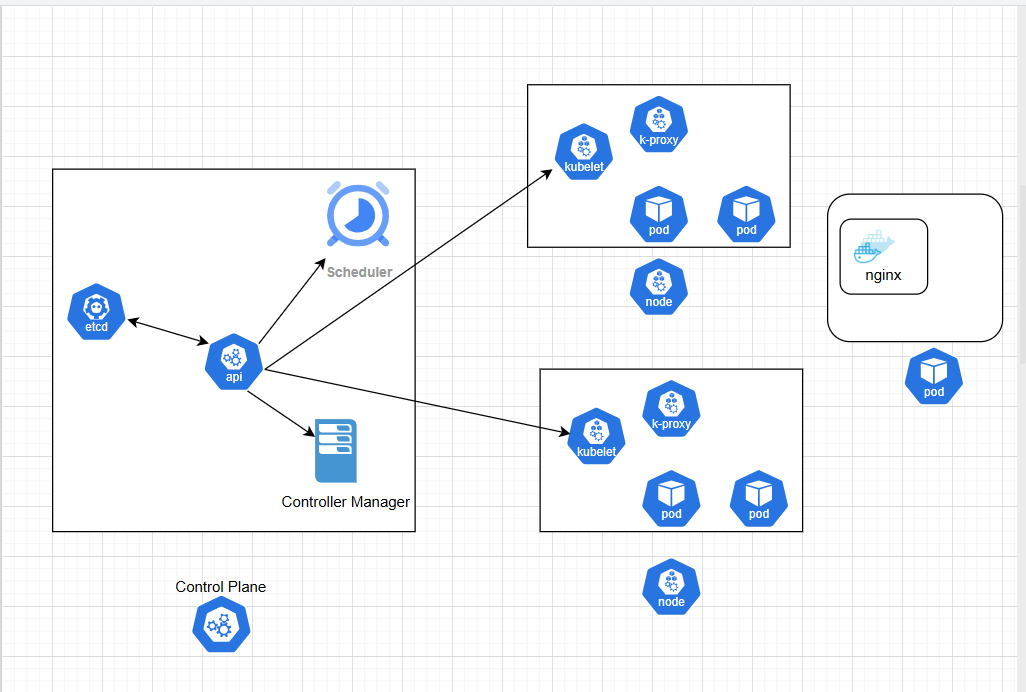 Scheduler
etcd
api
Controller Manager
Control Plane
k-proxy
kubelet
pod
pod
node
k-proxy
kubelet
pod
pod
node
nginx
pod